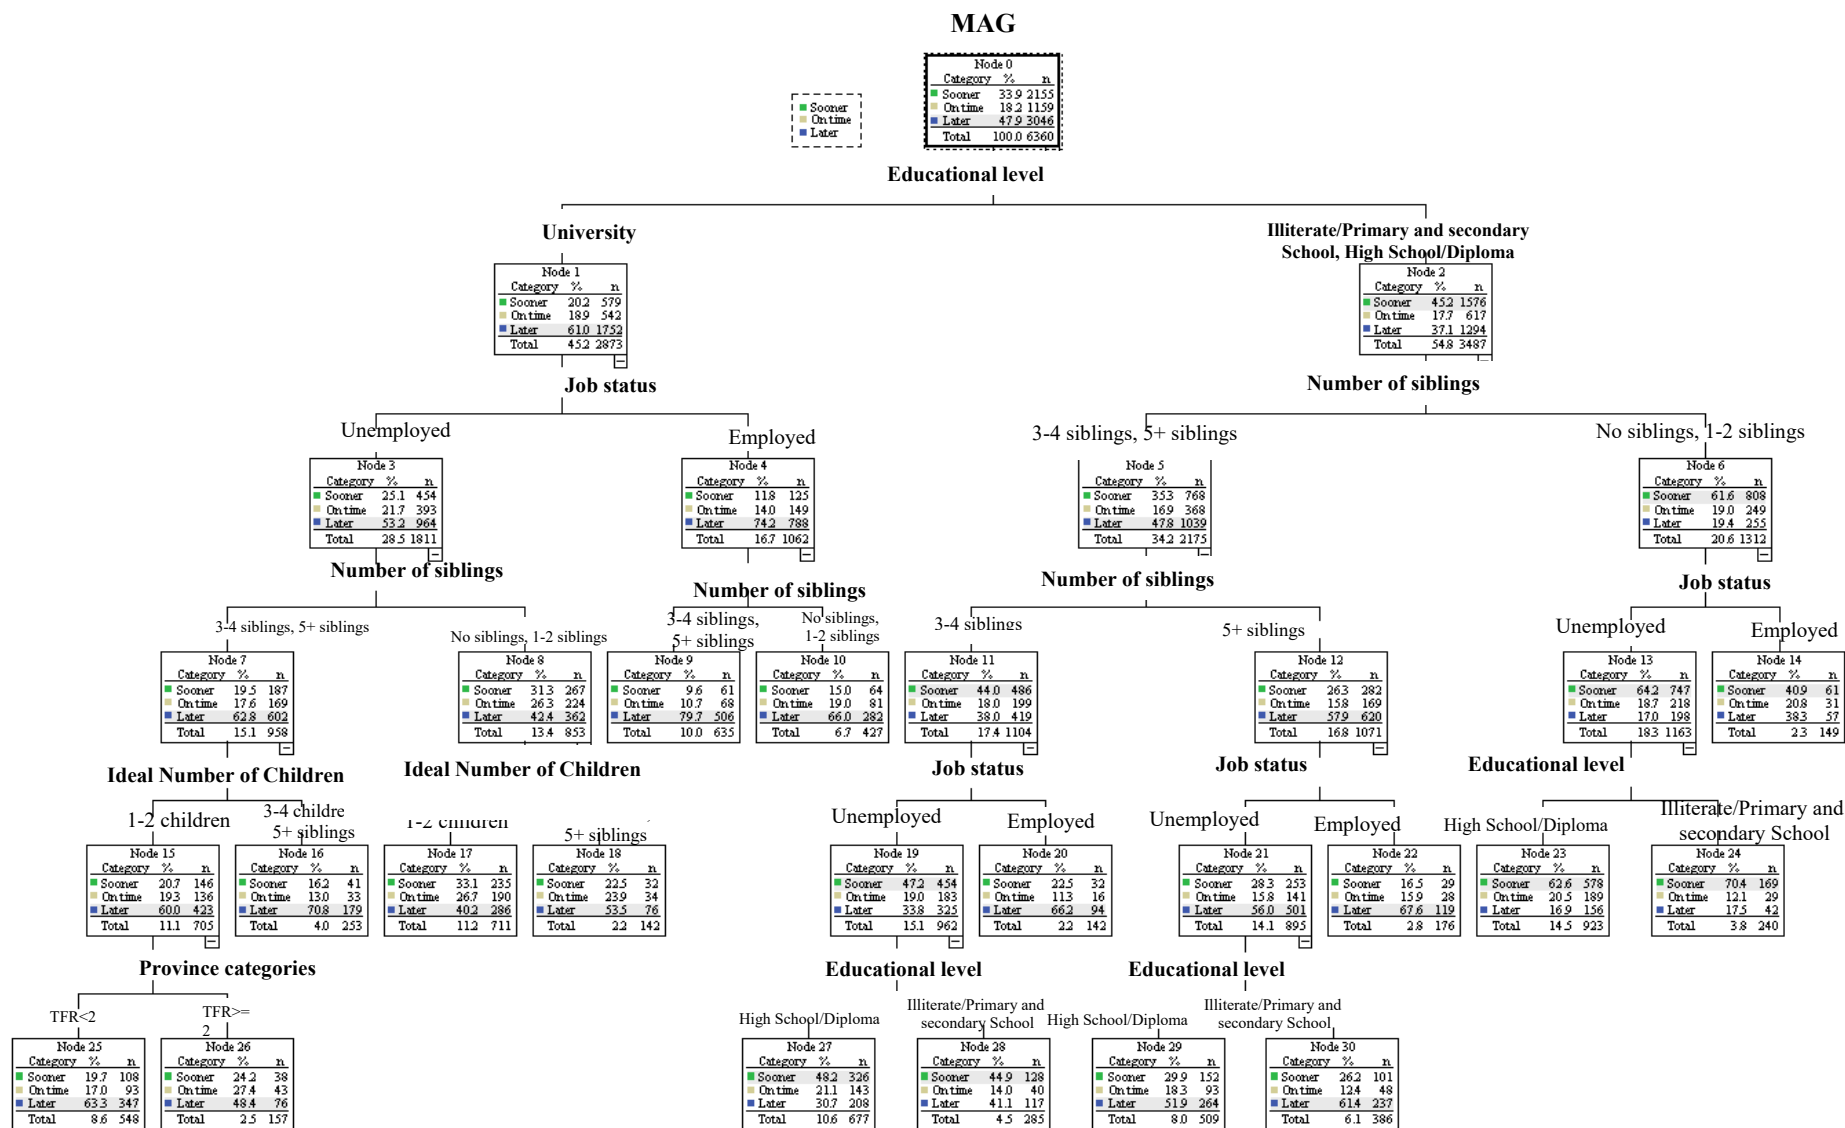 MAG
Node 0
Category % n
Sooner 33.9 2155
On time 18.2 1159
Later 47.9 3046
Total 100.0 6360
Sooner
On time
Later
Educational level
University
Illiterate/Primary and secondary
School, High School/Diploma
Node 1
Category % n
Sooner 20.2 579
On time 18.9 542
Later 61.0 1752
Total 45.2 2873
Node 2
Category % n
Sooner 45.2 1576
On time 17.7 617
Later 37.1 1294
Total 54.8 3487
Job status
Number of siblings
Unemployed
Employed
3-4 siblings, 5+ siblings
No siblings, 1-2 siblings
Node 3
Category % n
Sooner 25.1 454
On time 21.7 393
Later 53.2 964
Total 28.5 1811
Node 4
Category % n
Sooner 11.8 125
On time 14.0 149
Later 74.2 788
Total 16.7 1062
Node 5
Category % n
Sooner 35.3 768
On time 16.9 368
Later 47.8 1039
Total 34.2 2175
Node 6
Category % n
Sooner 61.6 808
On time 19.0 249
Later 19.4 255
Total 20.6 1312
Number of siblings
Number of siblings
Number of siblings
Job status
3-4 siblings, 5+ siblings
No siblings, 1-2 siblings
3-4 siblings,
5+ siblings
No siblings,
1-2 siblings
3-4 siblings
5+ siblings
Unemployed
Employed
Node 7
Category % n
Sooner 19.5 187
On time 17.6 169
Later 62.8 602
Total 15.1 958
Node 8
Category % n
Sooner 31.3 267
On time 26.3 224
Later 42.4 362
Total 13.4 853
Node 9
Category % n
Sooner 9.6 61
On time 10.7 68
Later 79.7 506
Total 10.0 635
Node 10
Category % n
Sooner 15.0 64
On time 19.0 81
Later 66.0 282
Total 6.7 427
Node 11
Category % n
Sooner 44.0 486
On time 18.0 199
Later 38.0 419
Total 17.4 1104
Node 12
Category % n
Sooner 26.3 282
On time 15.8 169
Later 57.9 620
Total 16.8 1071
Node 13
Category % n
Sooner 64.2 747
On time 18.7 218
Later 17.0 198
Total 18.3 1163
Node 14
Category % n
Sooner 40.9 61
On time 20.8 31
Later 38.3 57
Total 2.3 149
Ideal Number of Children
Ideal Number of Children
Job status
Job status
Educational level
1-2 children
3-4 childre
5+ siblings
1-2 children
5+ siblings
Unemployed
Employed
Unemployed
Employed
High School/Diploma
Illiterate/Primary and
secondary School
Node 15
Category % n
Sooner 20.7 146
On time 19.3 136
Later 60.0 423
Total 11.1 705
Node 16
Category % n
Sooner 16.2 41
On time 13.0 33
Later 70.8 179
Total 4.0 253
Node 17
Category % n
Sooner 33.1 235
On time 26.7 190
Later 40.2 286
Total 11.2 711
Node 18
Category % n
Sooner 22.5 32
On time 23.9 34
Later 53.5 76
Total 2.2 142
Node 19
Category % n
Sooner 47.2 454
On time 19.0 183
Later 33.8 325
Total 15.1 962
Node 20
Category % n
Sooner 22.5 32
On time 11.3 16
Later 66.2 94
Total 2.2 142
Node 21
Category % n
Sooner 28.3 253
On time 15.8 141
Later 56.0 501
Total 14.1 895
Node 22
Category % n
Sooner 16.5 29
On time 15.9 28
Later 67.6 119
Total 2.8 176
Node 23
Category % n
Sooner 62.6 578
On time 20.5 189
Later 16.9 156
Total 14.5 923
Node 24
Category % n
Sooner 70.4 169
On time 12.1 29
Later 17.5 42
Total 3.8 240
Province categories
Educational level
Educational level
TFR<2
TFR>=
2
High School/Diploma
Illiterate/Primary and
secondary School
High School/Diploma
Illiterate/Primary and
secondary School
Node 25
Category % n
Sooner 19.7 108
On time 17.0 93
Later 63.3 347
Total 8.6 548
Node 26
Category % n
Sooner 24.2 38
On time 27.4 43
Later 48.4 76
Total 2.5 157
Node 27
Category % n
Sooner 48.2 326
On time 21.1 143
Later 30.7 208
Total 10.6 677
Node 28
Category % n
Sooner 44.9 128
On time 14.0 40
Later 41.1 117
Total 4.5 285
Node 29
Category % n
Sooner 29.9 152
On time 18.3 93
Later 51.9 264
Total 8.0 509
Node 30
Category % n
Sooner 26.2 101
On time 12.4 48
Later 61.4 237
Total 6.1 386